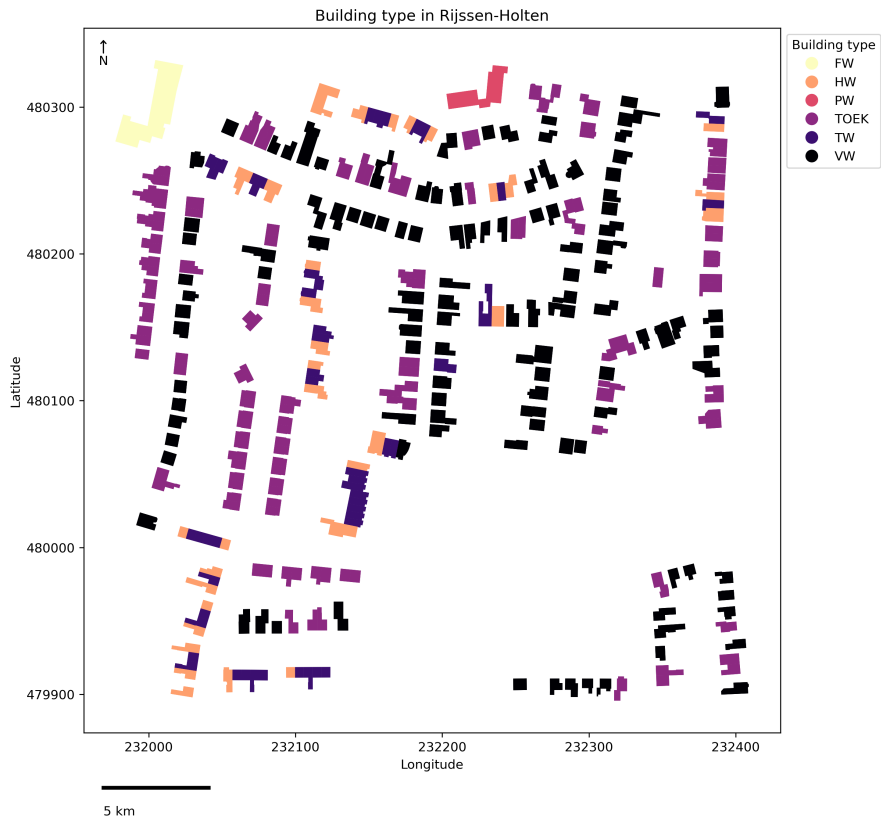 Building type in Rijssen-Holten
↑
N
Building type
FW
HW
PW
TOEK
TW
VW
480300
480200
480100
480000
479900
Latitude
232000 232100 232200 232300 232400
Longitude
5 km